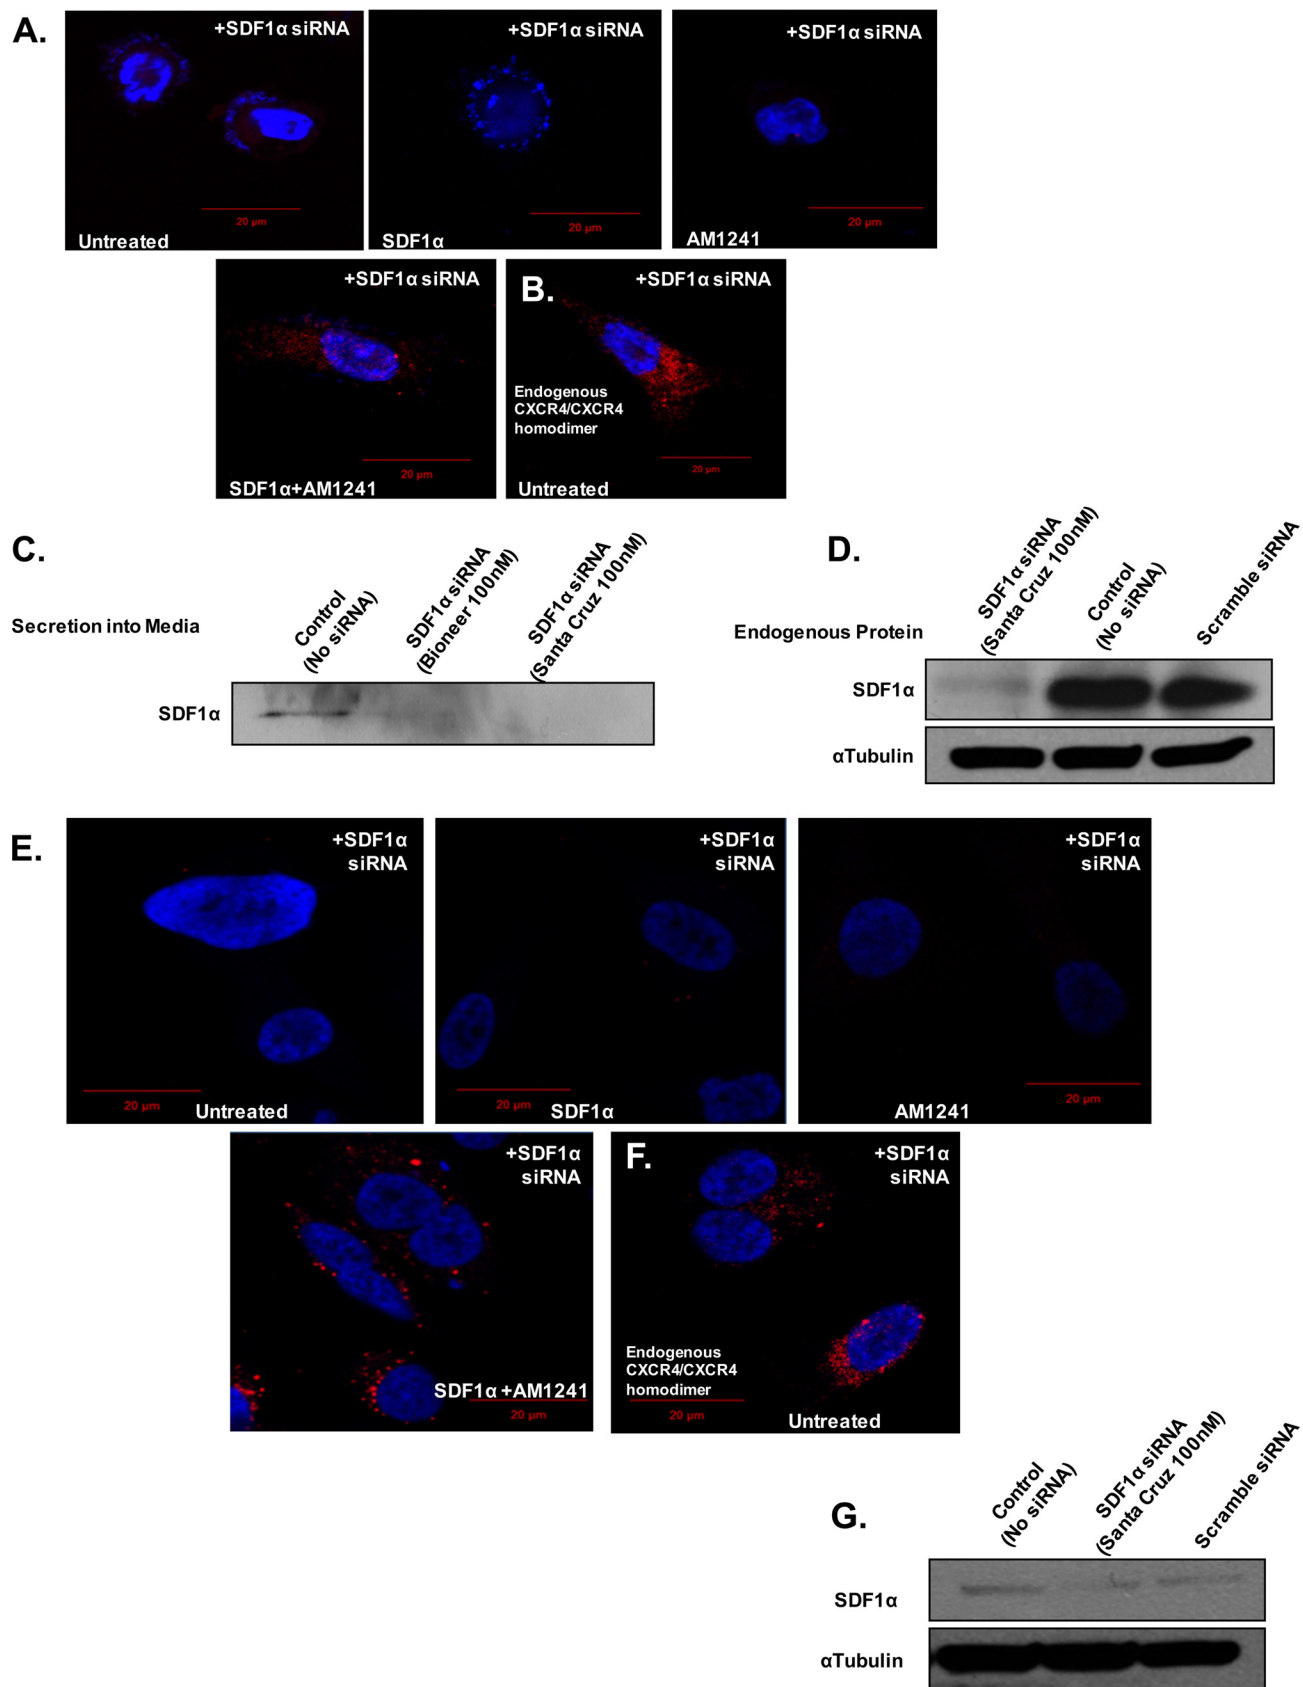 A.
+SDF1α siRNA
20 µm
Untreated
+SDF1α siRNA
20 µm
SDF1α
+SDF1α siRNA
20 µm
AM1241
+SDF1α siRNA
20 µm
SDF1α+AM1241
B.
+SDF1α siRNA
Endogenous
CXCR4/CXCR4
homodimer
20 µm
Untreated
C.
Secretion into Media
Control
(No siRNA)
SDF1α siRNA
(Bioneer 100nM)
SDF1α siRNA
(Santa Cruz 100nM)
SDF1α
D.
Endogenous Protein
SDF1α siRNA
(Santa Cruz 100nM)
Control
(No siRNA)
Scramble siRNA
SDF1α
αTubulin
E.
+SDF1α
siRNA
20 µm
Untreated
+SDF1α
siRNA
20 µm
SDF1α
+SDF1α
siRNA
20 µm
AM1241
+SDF1α
siRNA
SDF1α +AM1241
20 µm
F.
+SDF1α
siRNA
Endogenous
CXCR4/CXCR4
homodimer
20 µm
Untreated
G.
Control
(No siRNA)
SDF1α siRNA
(Santa Cruz 100nM)
Scramble siRNA
SDF1α
αTubulin